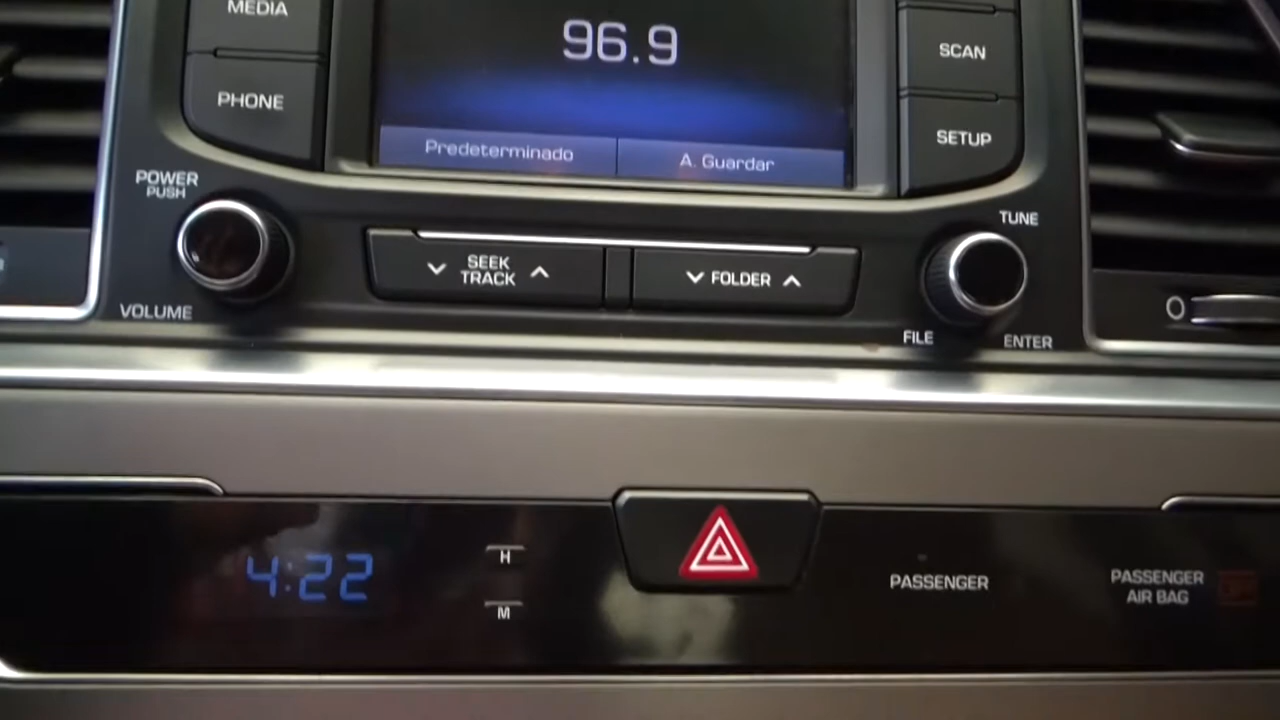 MEDIA
96.9
SCAN
PHONE
SETUP
Predeterminado
A. Guardar
POWER
PUSH
TUNE
SEEK
TRACK
FOLDER
VOLUME
FILE
ENTER
4:22
H
M
PASSENGER
PASSENGER
AIR BAG